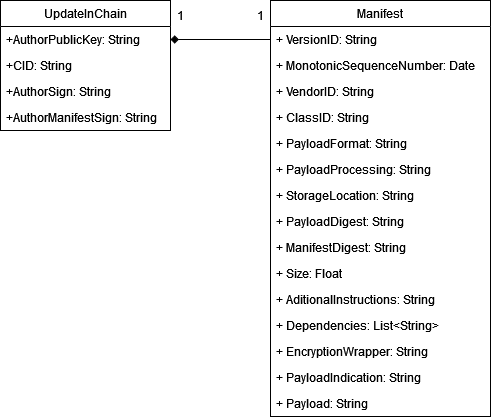 UpdateInChain
+AuthorPublicKey: String
+CID: String
+AuthorSign: String
+AuthorManifestSign: String
1
1
Manifest
+ VersionID: String
+ MonotonicSequenceNumber: Date
+ VendorID: String
+ ClassID: String
+ PayloadFormat: String
+ PayloadProcessing: String
+ StorageLocation: String
+ PayloadDigest: String
+ ManifestDigest: String
+ Size: Float
+ AditionalInstructions: String
+ Dependencies: List<String>
+ EncryptionWrapper: String
+ PayloadIndication: String
+ Payload: String